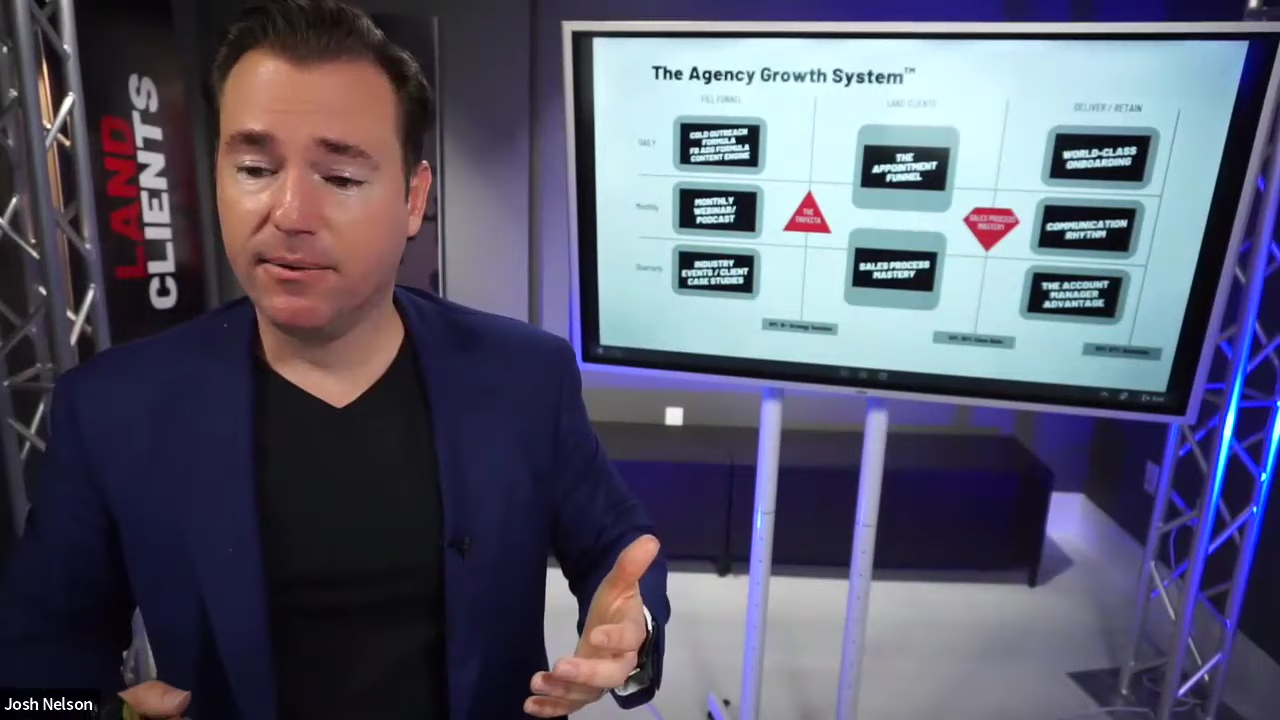 LAND
CLIENTS
The Agency Growth System™
FILL FUNNEL
LAND CLIENTS
DELIVER / RETAIN
DAILY
COLD OUTREACH
FORMULA
FB ADS FORMULA
CONTENT ENGINE
THE
APPOINTMENT
FUNNEL
WORLD-CLASS
ONBOARDING
Monthly
MONTHLY
WEBINAR/
PODCAST
THE
TRIFECTA
SALES PROCESS
MASTERY
COMMUNICATION
RHYTHM
Quarterly
INDUSTRY
EVENTS / CLIENT
CASE STUDIES
SALES PROCESS
MASTERY
THE ACCOUNT
MANAGER
ADVANTAGE
Josh Nelson